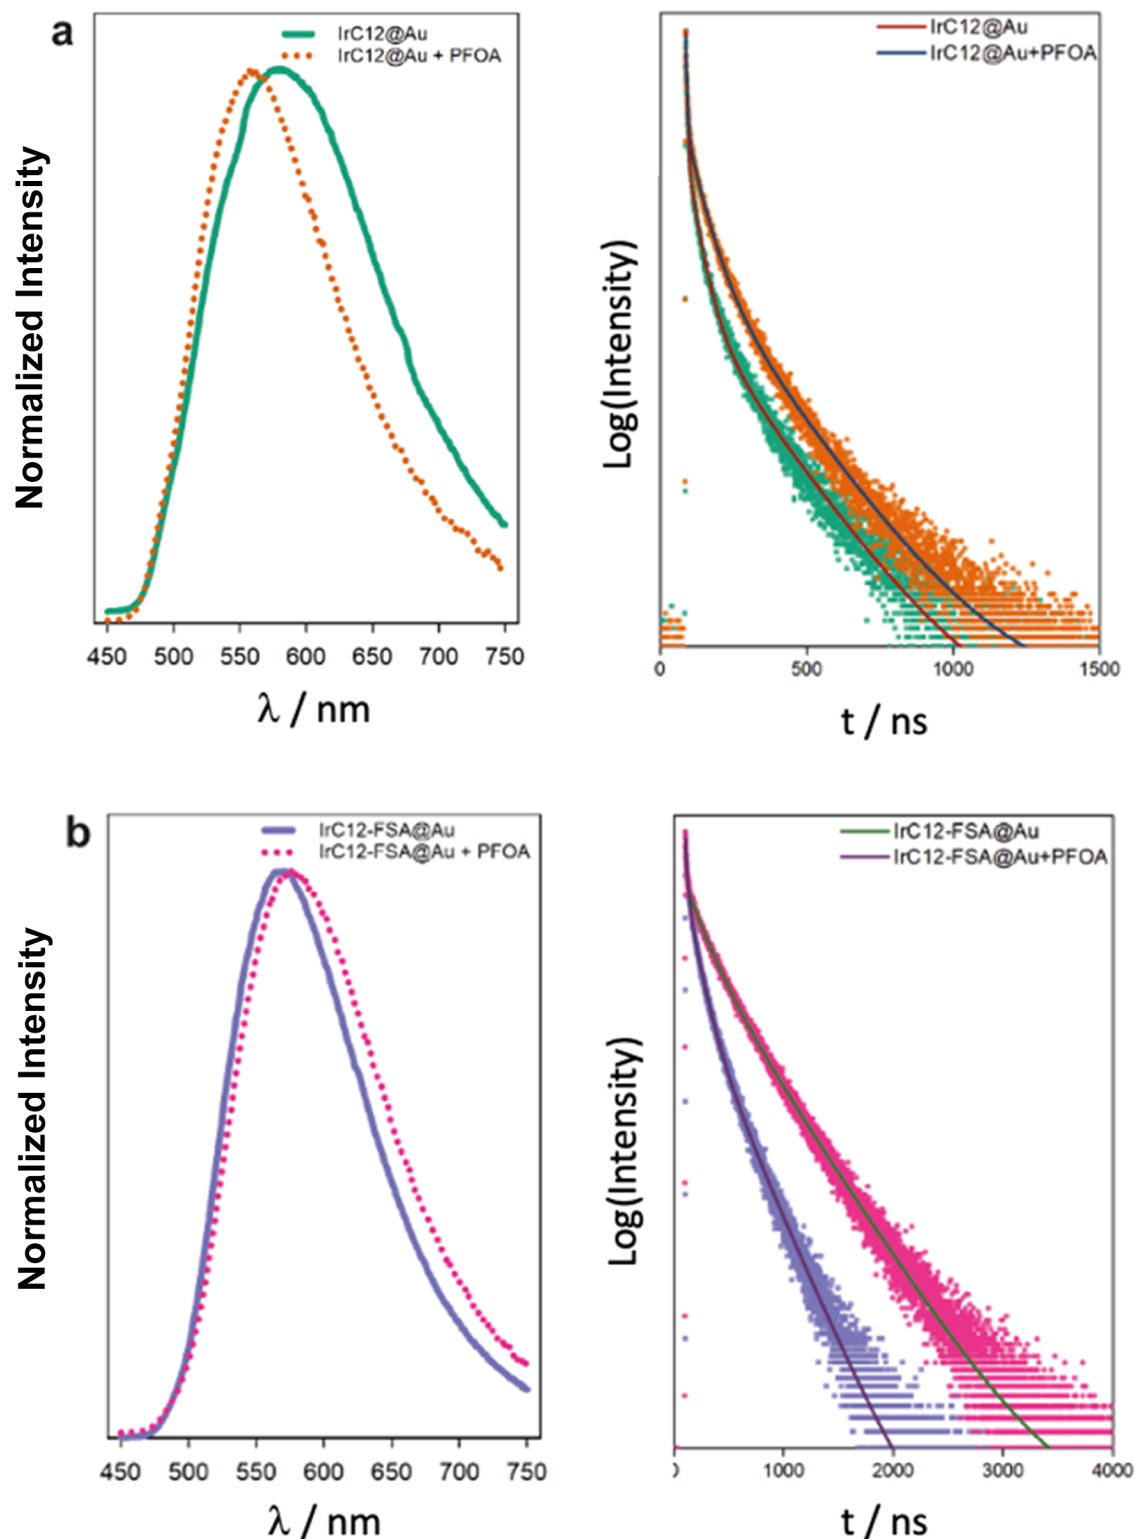 a
IrC12@Au
IrC12@Au + PFOA
Normalized Intensity
450 500 550 600 650 700 750
λ / nm
IrC12@Au
IrC12@Au+PFOA
Log(Intensity)
0 500 1000 1500
t / ns
b
IrC12-FSA@Au
IrC12-FSA@Au + PFOA
Normalized Intensity
450 500 550 600 650 700 750
λ / nm
IrC12-FSA@Au
IrC12-FSA@Au+PFOA
Log(Intensity)
0 1000 2000 3000 4000
t / ns